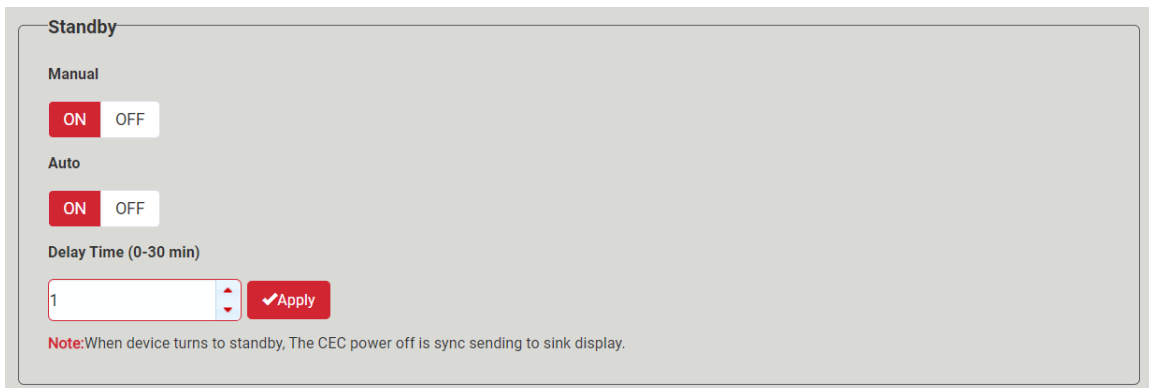 Standby
Manual
ON OFF
Auto
ON OFF
Delay Time (0-30 min)
1 Apply
Note:When device turns to standby, The CEC power off is sync sending to sink display.